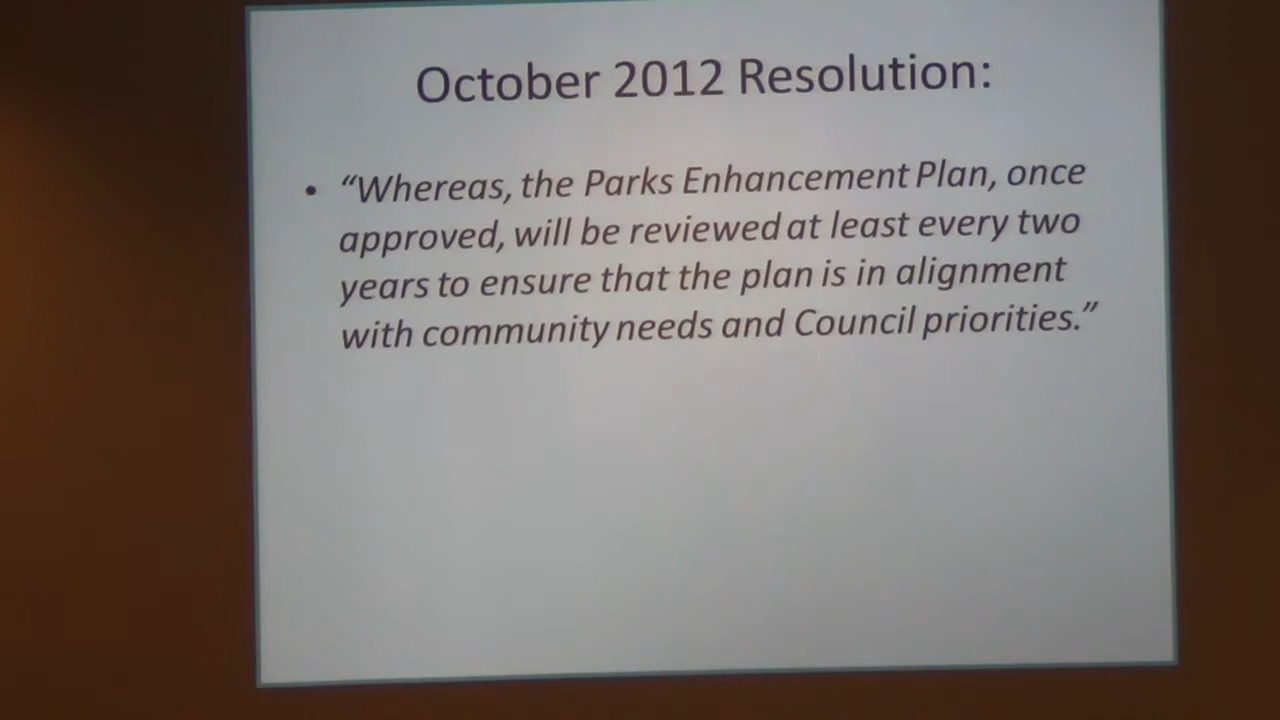 October 2012 Resolution:
• “Whereas, the Parks Enhancement Plan, once
approved, will be reviewed at least every two
years to ensure that the plan is in alignment
with community needs and Council priorities.”